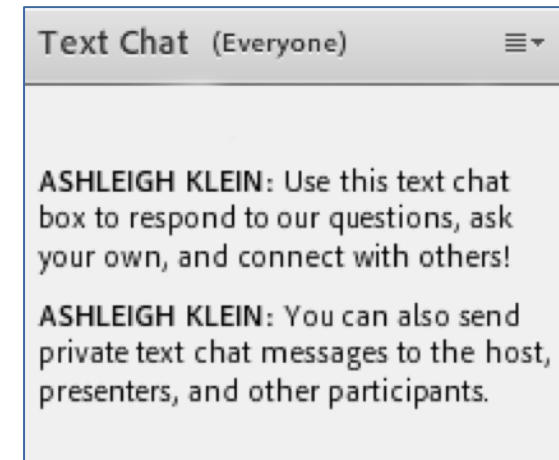 Text Chat (Everyone)
ASHLEIGH KLEIN: Use this text chat
box to respond to our questions, ask
your own, and connect with others!
ASHLEIGH KLEIN: You can also send
private text chat messages to the host,
presenters, and other participants.